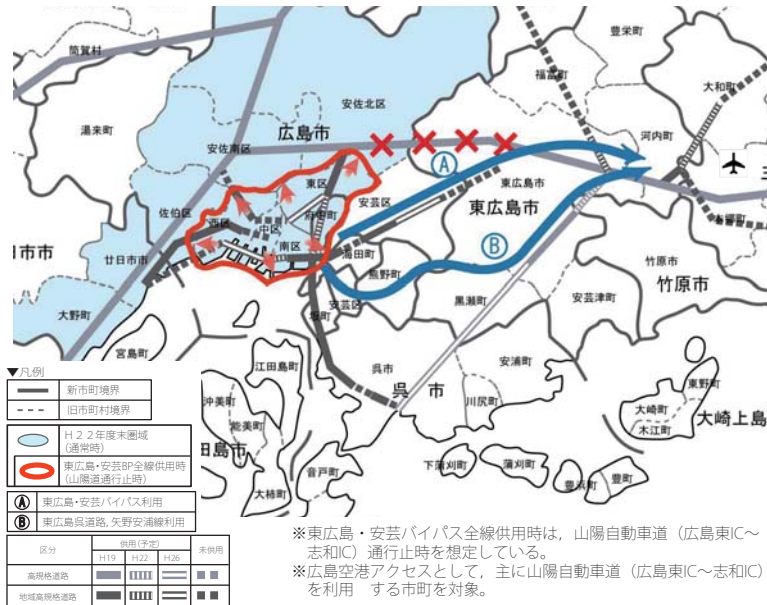 豊栄町
筒賀村
福富町
大和町
安佐北区
湯来町
広島市
河内町
安佐南区
A
東区
東広島市
佐伯区
安芸区
東広島市
西区
府中町
中区
B
南区
海田町
日市市
廿日市市
竹原市
熊野町
竹原市
安芸区
黒瀬町
安芸津町
大野町
坂町
宮島町
呉市
安浦町
江田島町
呉市
東野町
川尻町
大崎町
大崎上島
沖美町
木江町
能美町
田島市
音戸町
下蒲刈町
蒲刈町
豊浜町
豊町
大柿町
▼凡例
新市町境界
旧市町村境界
H22年度末圏域
(通常時)
東広島・安芸BP全線供用時
(山陽道通行止時)
A 東広島・安芸バイパス利用
B 東広島呉道路,矢野安浦線利用
区分 供用(予定) 未供用
H19 H22 H26
高規格道路
地域高規格道路
※東広島・安芸バイパス全線供用時は，山陽自動車道（広島東IC～
志和IC）通行止時を想定している。
※広島空港アクセスとして，主に山陽自動車道（広島東IC～志和IC）
を利用　する市町を対象。